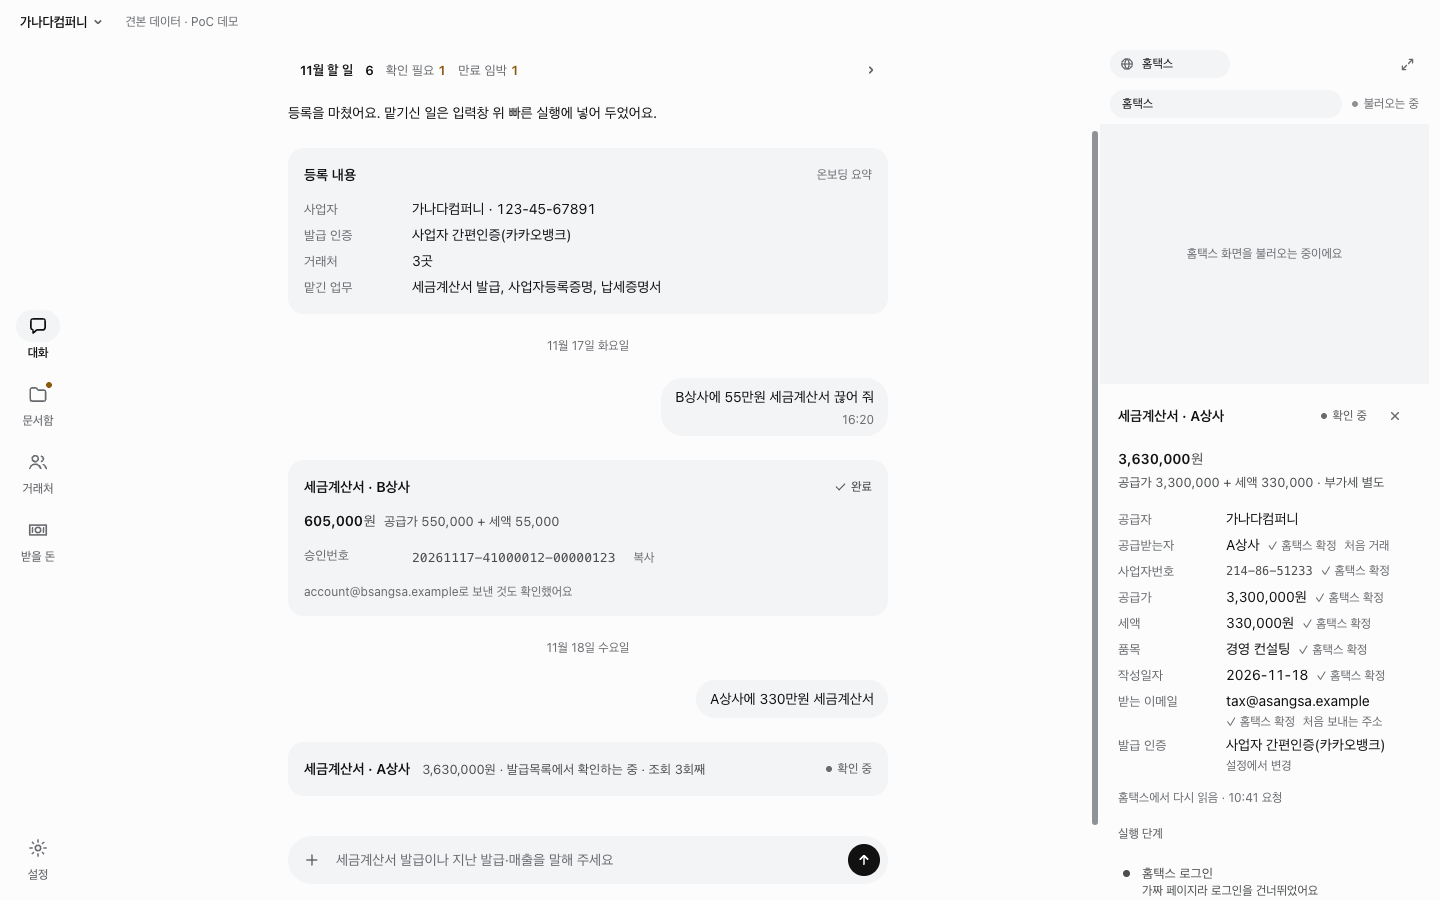 가나다컴퍼니
견본 데이터 · PoC 데모
11월 할 일 6 확인 필요 1 만료 임박 1
등록을 마쳤어요. 맡기신 일은 입력창 위 빠른 실행에 넣어 두었어요.
등록 내용
온보딩 요약
사업자 가나다컴퍼니 · 123-45-67891
발급 인증 사업자 간편인증(카카오뱅크)
거래처 3곳
맡긴 업무 세금계산서 발급, 사업자등록증명, 납세증명서
11월 17일 화요일
B상사에 55만원 세금계산서 끊어 줘
16:20
세금계산서 · B상사
완료
605,000원 공급가 550,000 + 세액 55,000
승인번호 20261117-41000012-00000123 복사
account@bsangsa.example로 보낸 것도 확인했어요
11월 18일 수요일
A상사에 330만원 세금계산서
세금계산서 · A상사 3,630,000원 · 발급목록에서 확인하는 중 · 조회 3회째
확인 중
세금계산서 발급이나 지난 발급·매출을 말해 주세요
대화
문서함
거래처
받을 돈
설정
홈택스
홈택스
불러오는 중
홈택스 화면을 불러오는 중이에요
세금계산서 · A상사
확인 중
3,630,000원
공급가 3,300,000 + 세액 330,000 · 부가세 별도
공급자 가나다컴퍼니
공급받는자 A상사 홈택스 확정 처음 거래
사업자번호 214-86-51233 홈택스 확정
공급가 3,300,000원 홈택스 확정
세액 330,000원 홈택스 확정
품목 경영 컨설팅 홈택스 확정
작성일자 2026-11-18 홈택스 확정
받는 이메일 tax@asangsa.example
홈택스 확정 처음 보내는 주소
발급 인증 사업자 간편인증(카카오뱅크)
설정에서 변경
홈택스에서 다시 읽음 · 10:41 요청
실행 단계
홈택스 로그인
가짜 페이지라 로그인을 건너뛰었어요